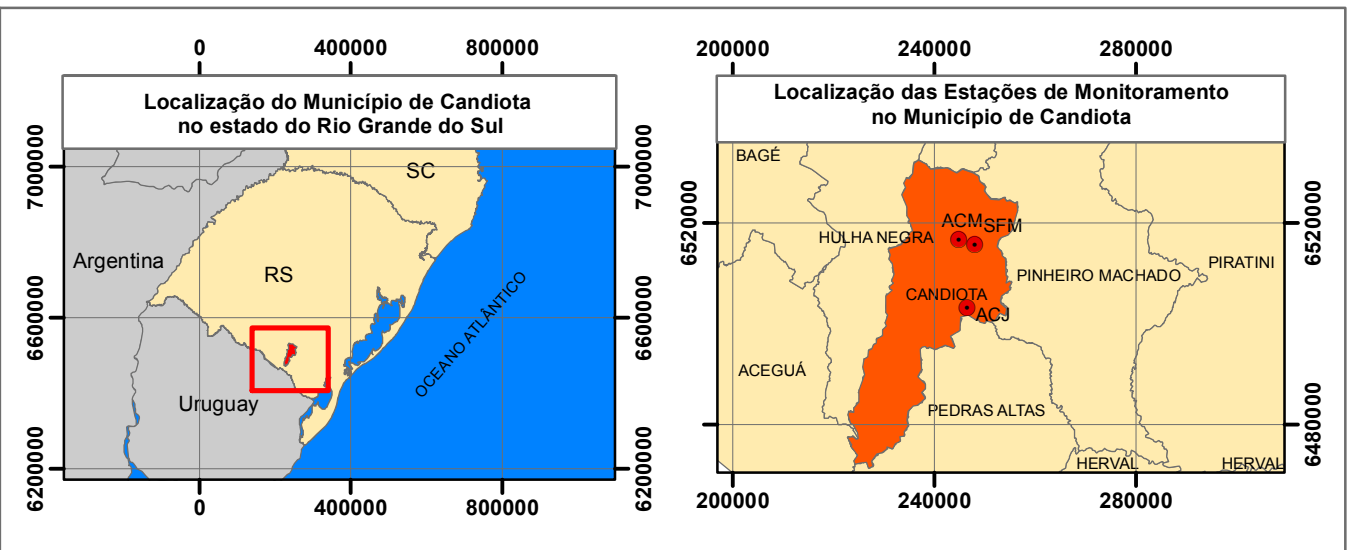 0 400000 800000
Localização do Município de Candiota
no estado do Rio Grande do Sul
7000000
6600000
6200000
SC
Argentina
RS
OCEANO ATLÂNTICO
Uruguay
7000000
6600000
6200000
0 400000 800000
200000 240000 280000
Localização das Estações de Monitoramento
no Município de Candiota
6520000
BAGÉ
ACM SFM
HULHA NEGRA
PIRATINI
PINHEIRO MACHADO
CANDIOTA
ACJ
ACEGUÁ
PEDRAS ALTAS
HERVAL HERVAL
6520000
6480000
200000 240000 280000